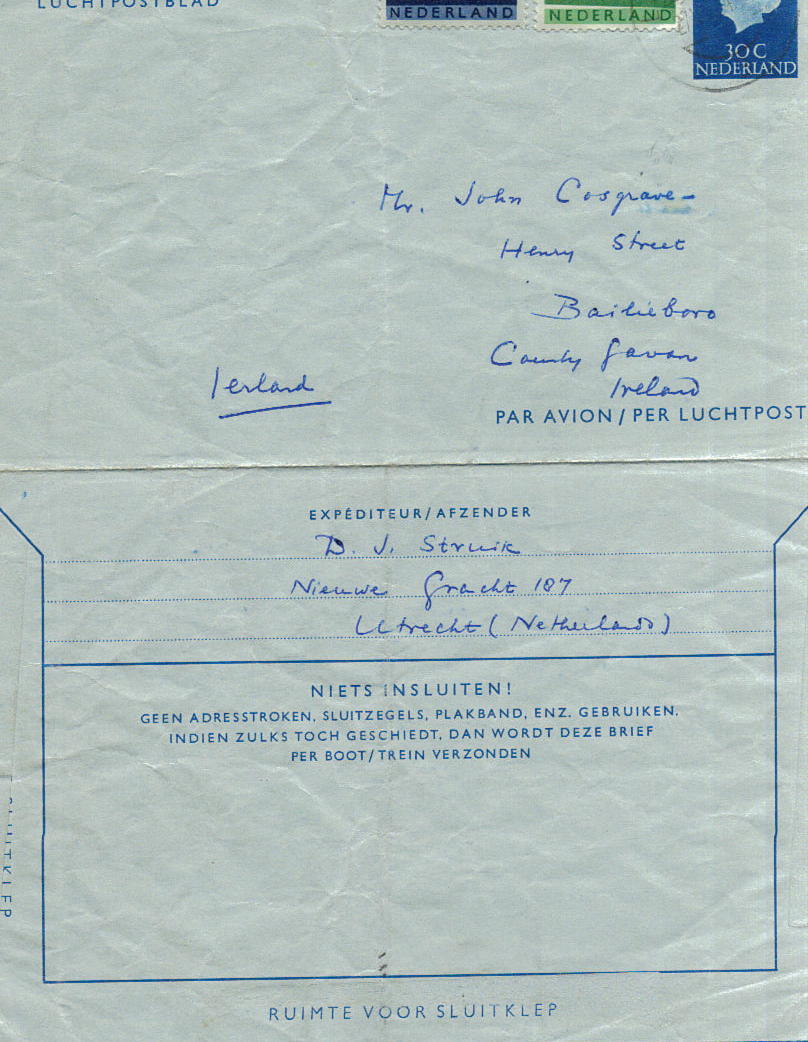 LUCHTPOSTBLAD
NEDERLAND
NEDERLAND
30 C
NEDERLAND
Mr. John Cosgrave
Henry Street
Bailieboro
County Cavan
Ireland
Ierland
PAR AVION / PER LUCHTPOST
EXPÉDITEUR/AFZENDER
D. J. Struik
Nieuwe Gracht 187
Utrecht (Netherlands)
NIETS INSLUITEN!
GEEN ADRESSTROKEN, SLUITZEGELS, PLAKBAND, ENZ. GEBRUIKEN.
INDIEN ZULKS TOCH GESCHIEDT, DAN WORDT DEZE BRIEF
PER BOOT/TREIN VERZONDEN
SLUITKLEP
RUIMTE VOOR SLUITKLEP